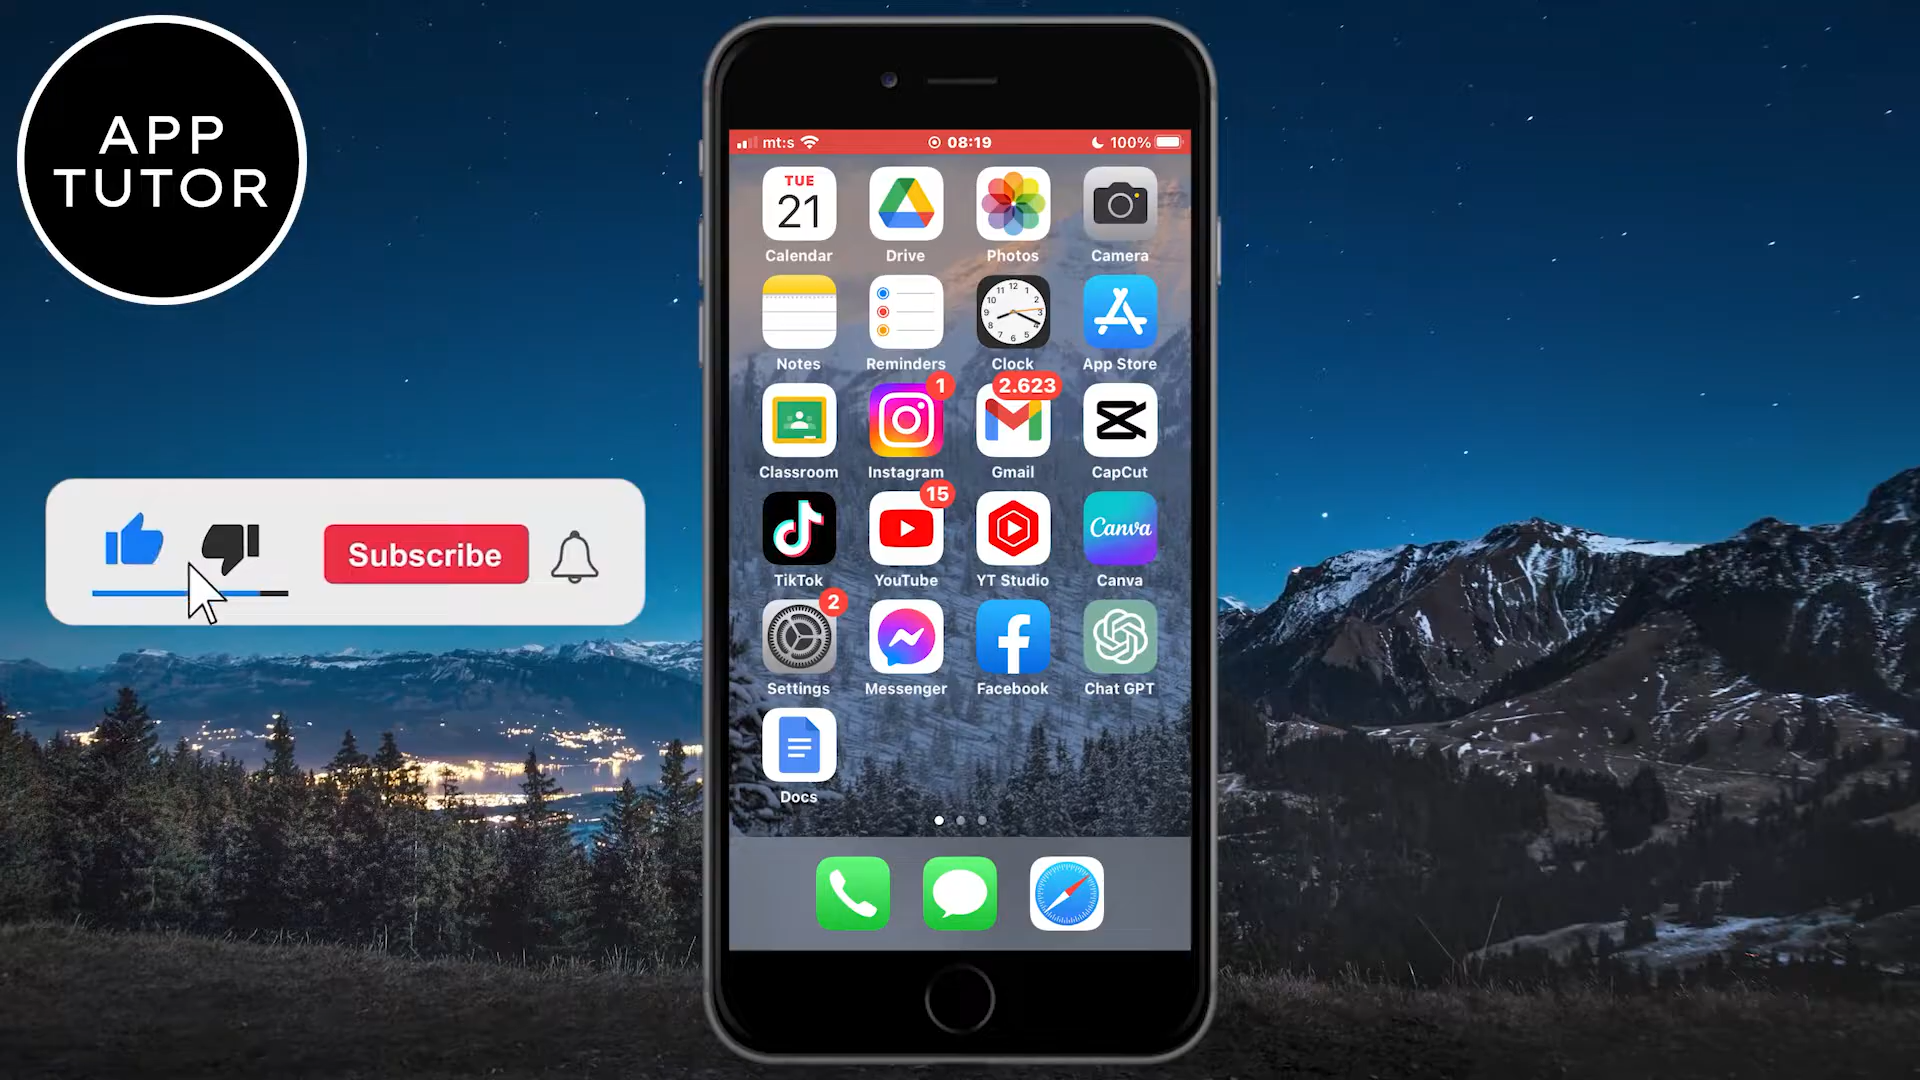 APP
TUTOR
mt:s
08:19
100%
TUE
21
Calendar
Drive
Photos
Camera
12
Notes
Reminders
Clock
App Store
1
2.623
Classroom
Instagram
Gmail
CapCut
15
Canva
TikTok
YouTube
YT Studio
Canva
2
Settings
Messenger
Facebook
Chat GPT
Docs
Subscribe